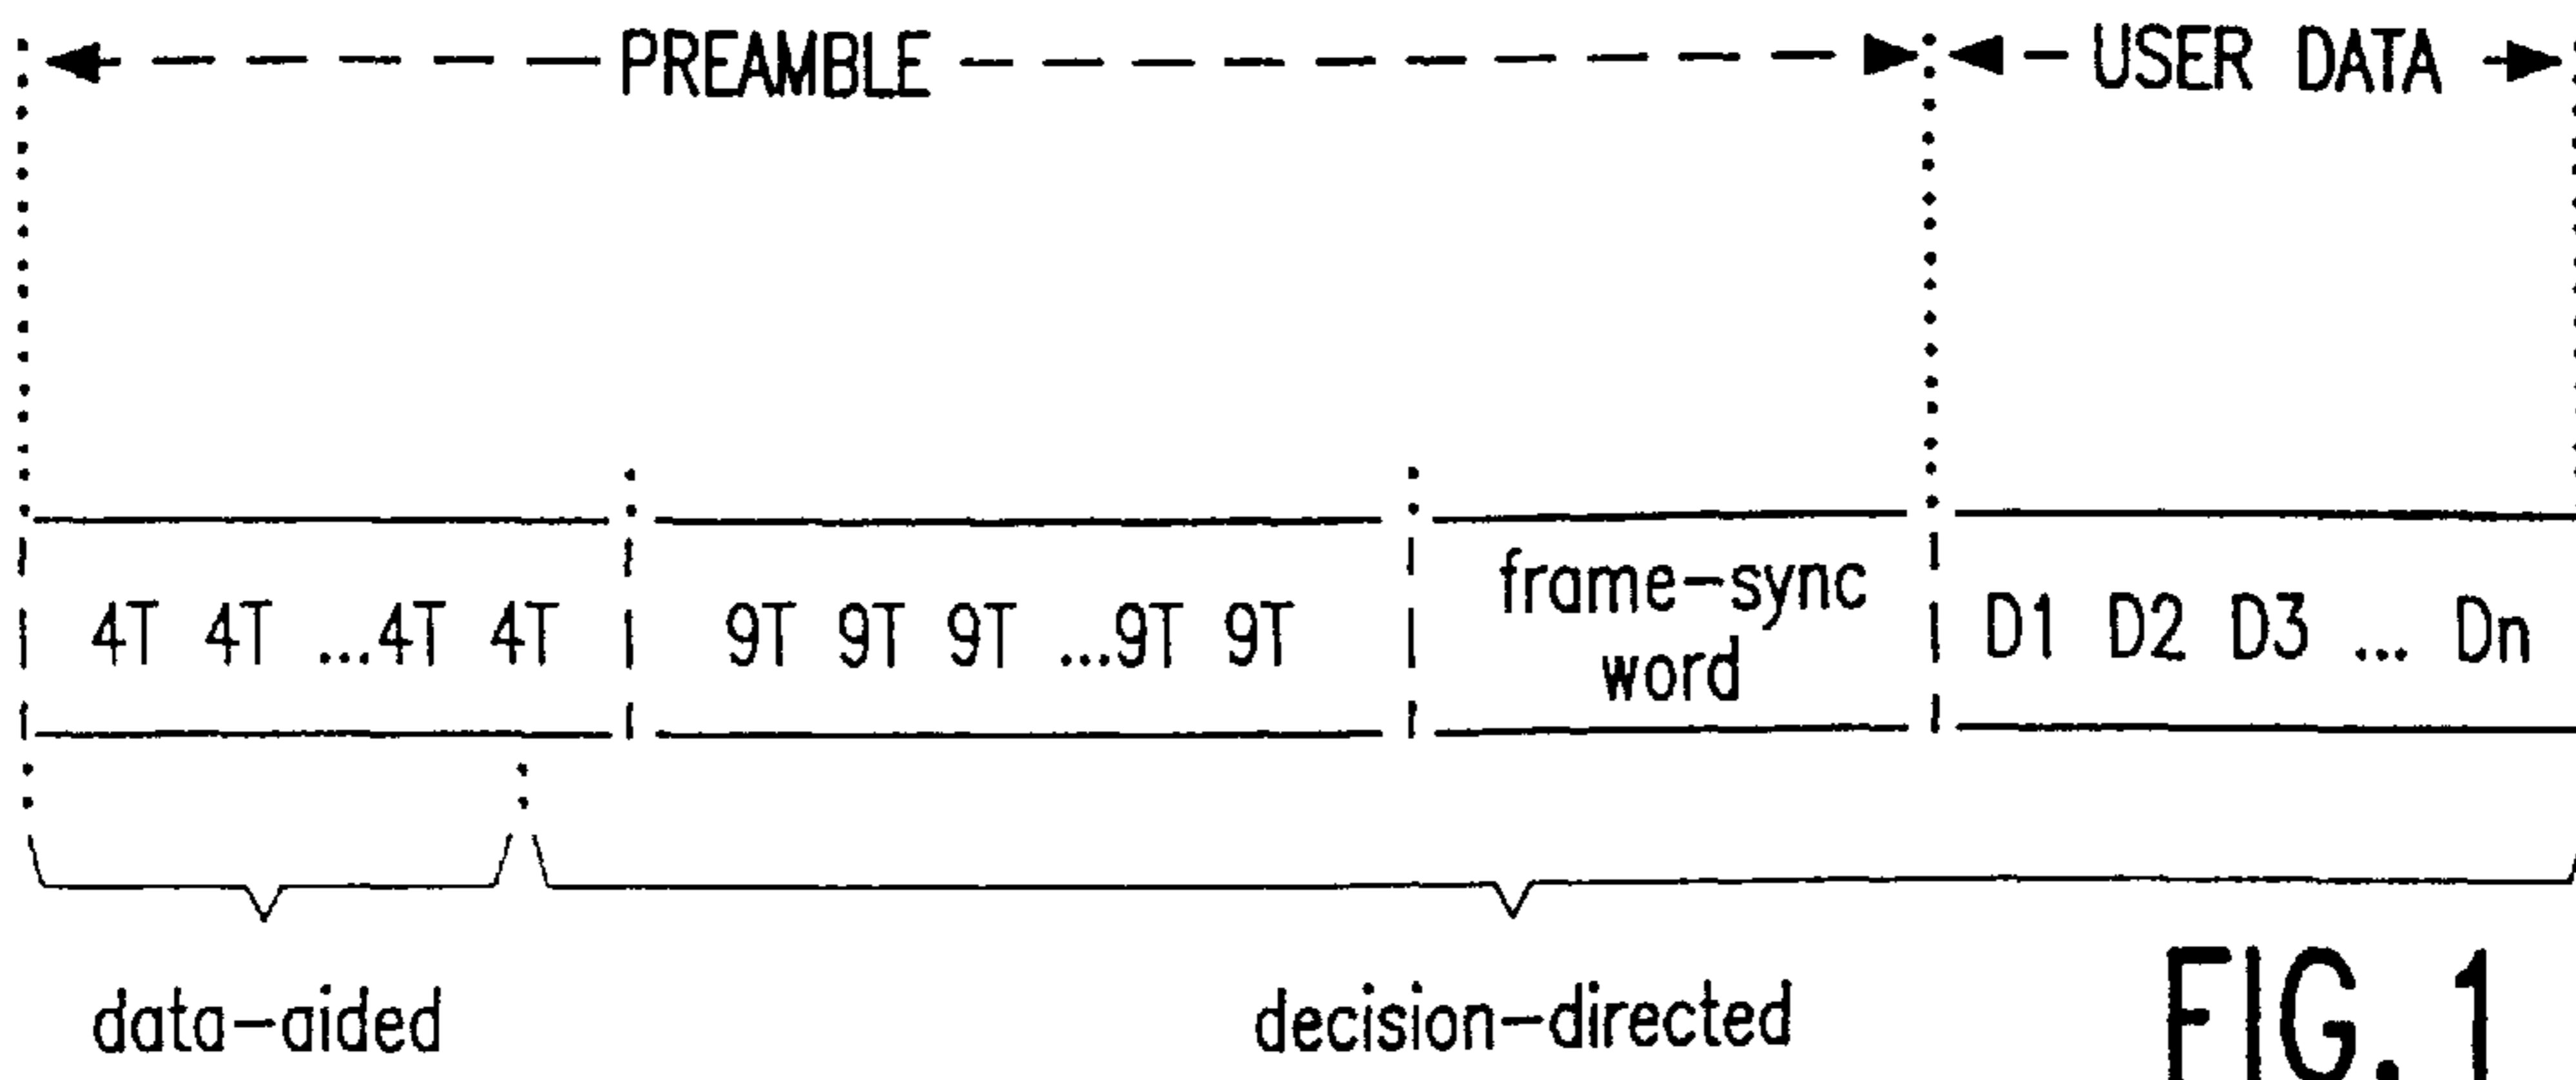 PREAMBLE
USER DATA
4T 4T ...4T 4T
9T 9T 9T ...9T 9T
frame-sync
word
D1 D2 D3 ... Dn
data-aided
decision-directed
FIG. 1